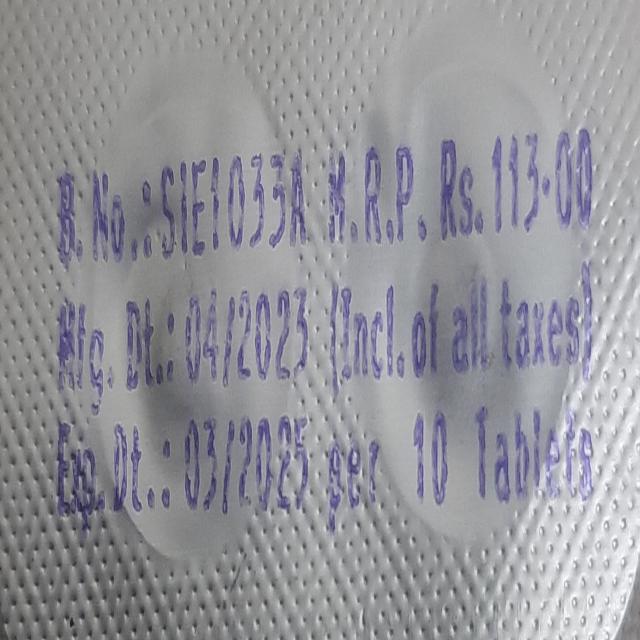 B. No.: SIE1033A M.R.P. Rs. 113-00
Mfg. Dt.: 04/2023 (Incl. of all taxes)
Exp. Dt.: 03/2025 per 10 Tablets